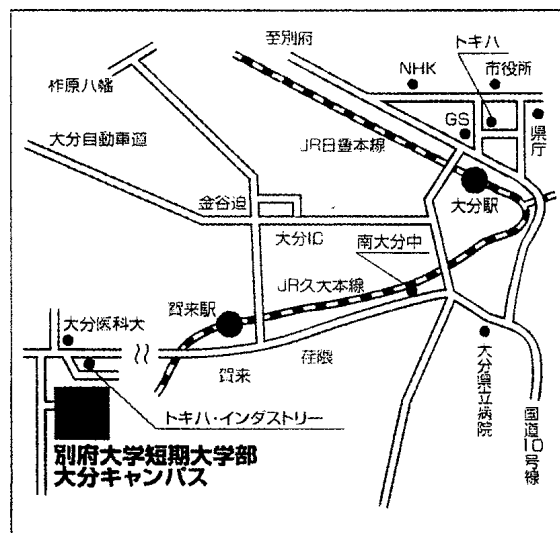 至別府
トキハ
NHK
市役所
柞原八幡
GS
県庁
大分自動車道
JR日豊本線
大分駅
金谷迫
大分IC
南大分中
JR久大本線
賀来駅
大分医科大
賀来
荏隈
大分県立病院
国道10号線
トキハ・インダストリー
別府大学短期大学部
大分キャンパス